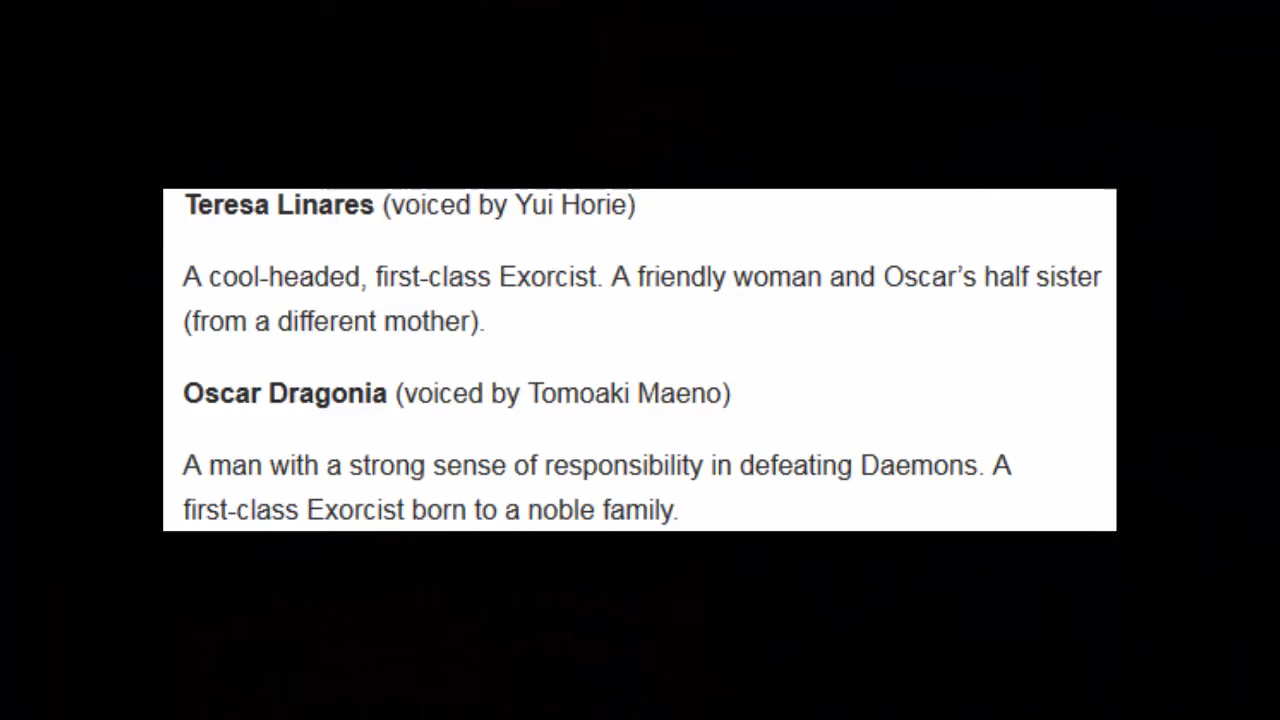 Teresa Linares (voiced by Yui Horie)
A cool-headed, first-class Exorcist. A friendly woman and Oscar’s half sister
(from a different mother).
Oscar Dragonia (voiced by Tomoaki Maeno)
A man with a strong sense of responsibility in defeating Daemons. A
first-class Exorcist born to a noble family.